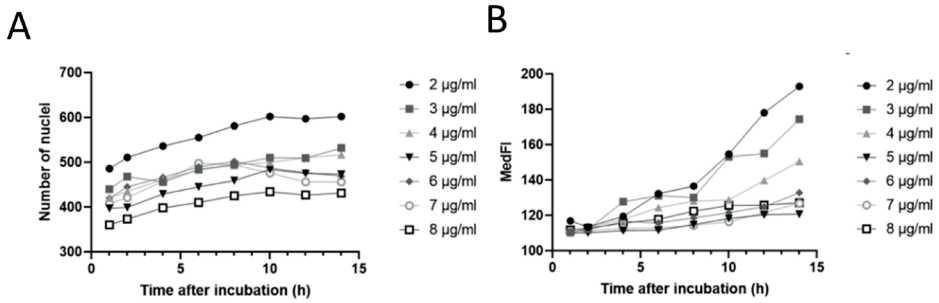 A
B
700
600
500
400
300
0
5
10
15
Number of nuclei
Time after incubation (h)
2 µg/ml
3 µg/ml
4 µg/ml
5 µg/ml
6 µg/ml
7 µg/ml
8 µg/ml
200
180
160
140
120
100
0
5
10
15
MedFI
Time after incubation (h)
2 µg/ml
3 µg/ml
4 µg/ml
5 µg/ml
6 µg/ml
7 µg/ml
8 µg/ml